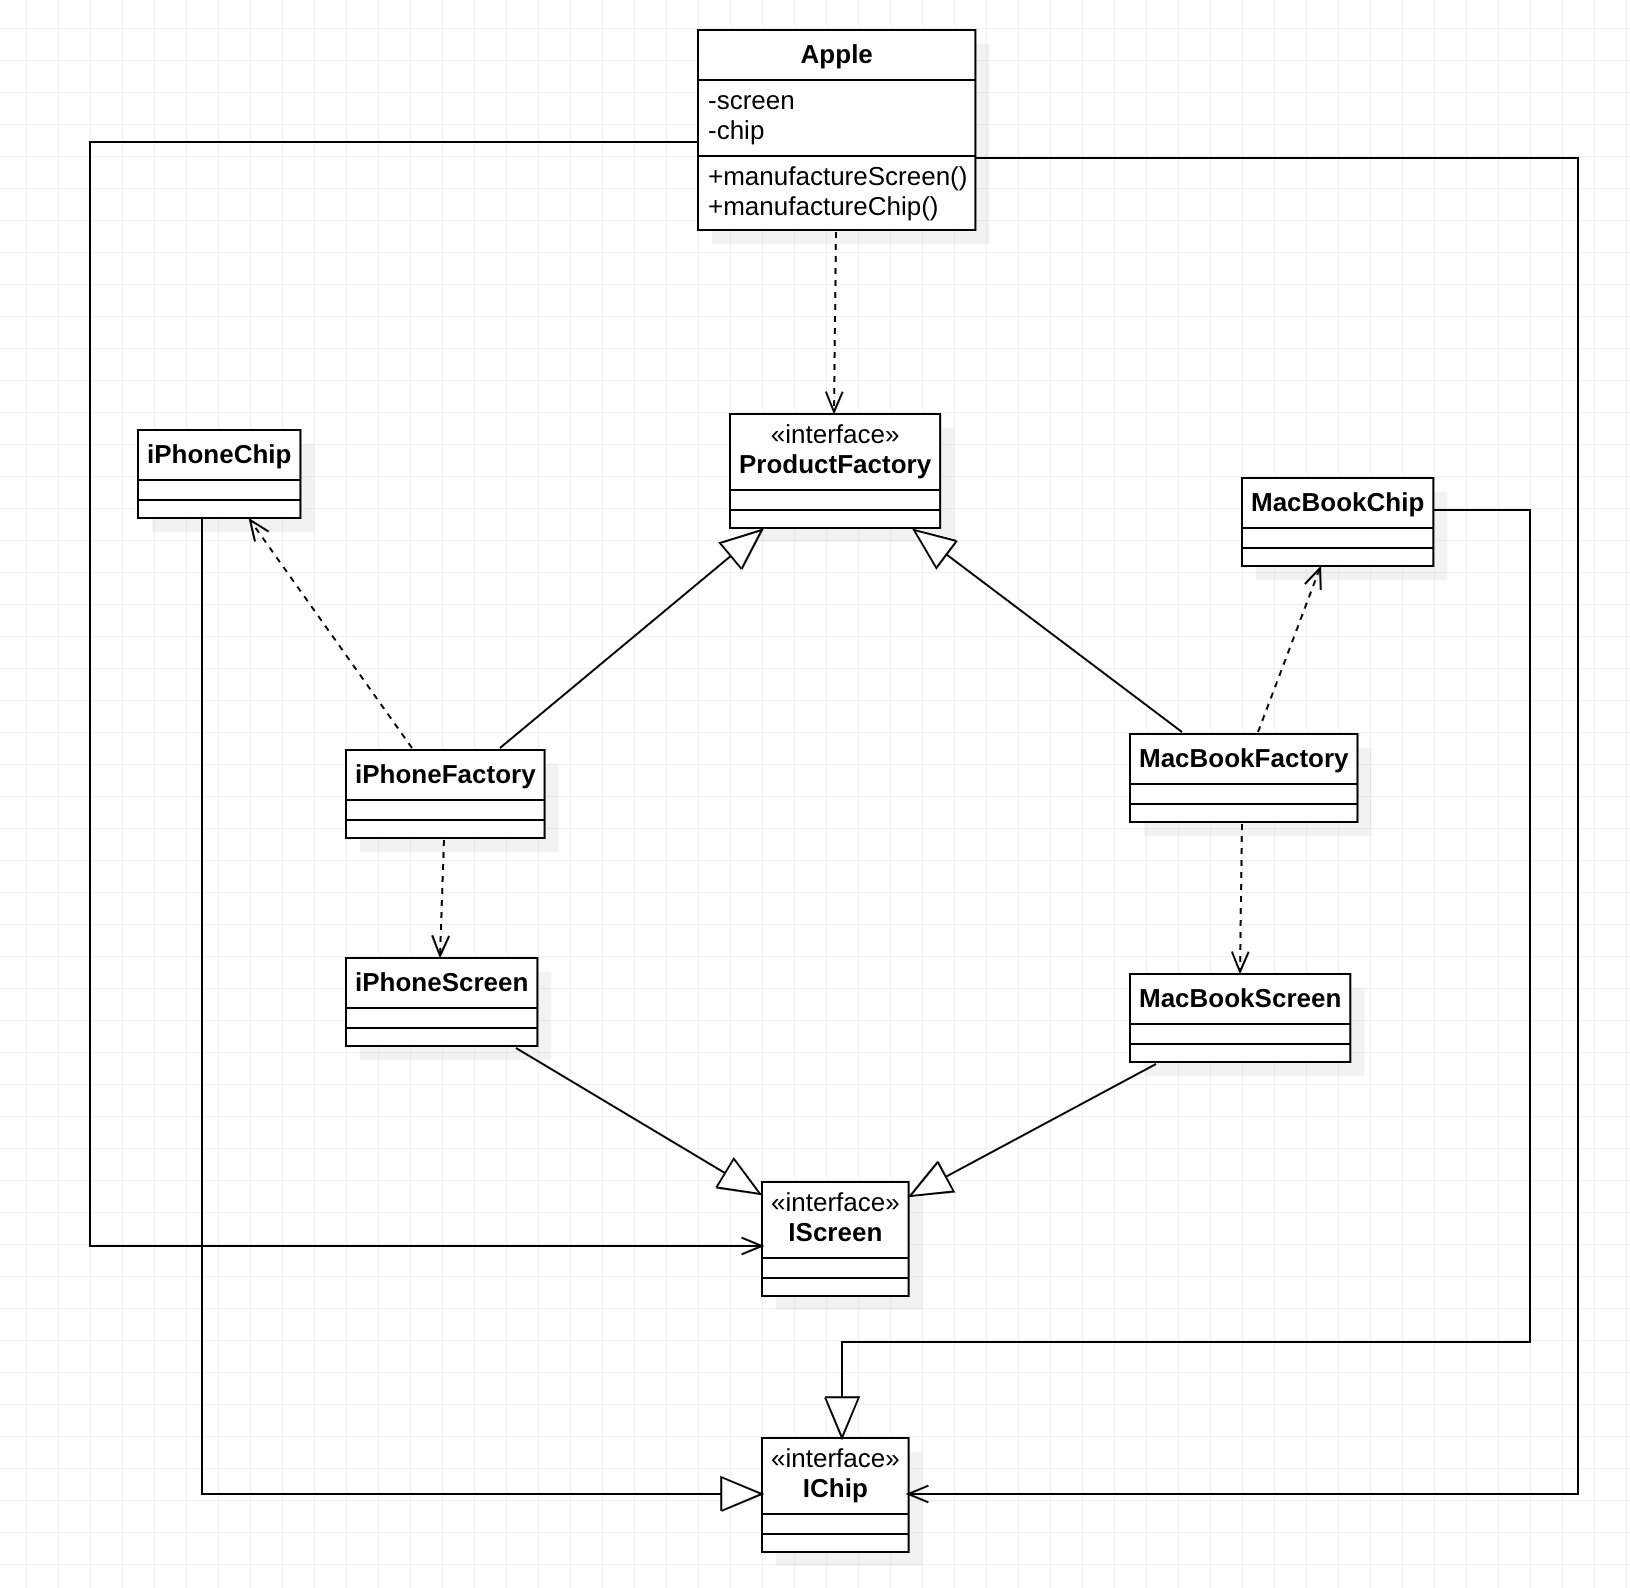 Apple
-screen
-chip
+manufactureScreen()
+manufactureChip()
«interface»
ProductFactory
iPhoneChip
MacBookChip
iPhoneFactory
MacBookFactory
iPhoneScreen
MacBookScreen
«interface»
IScreen
«interface»
IChip